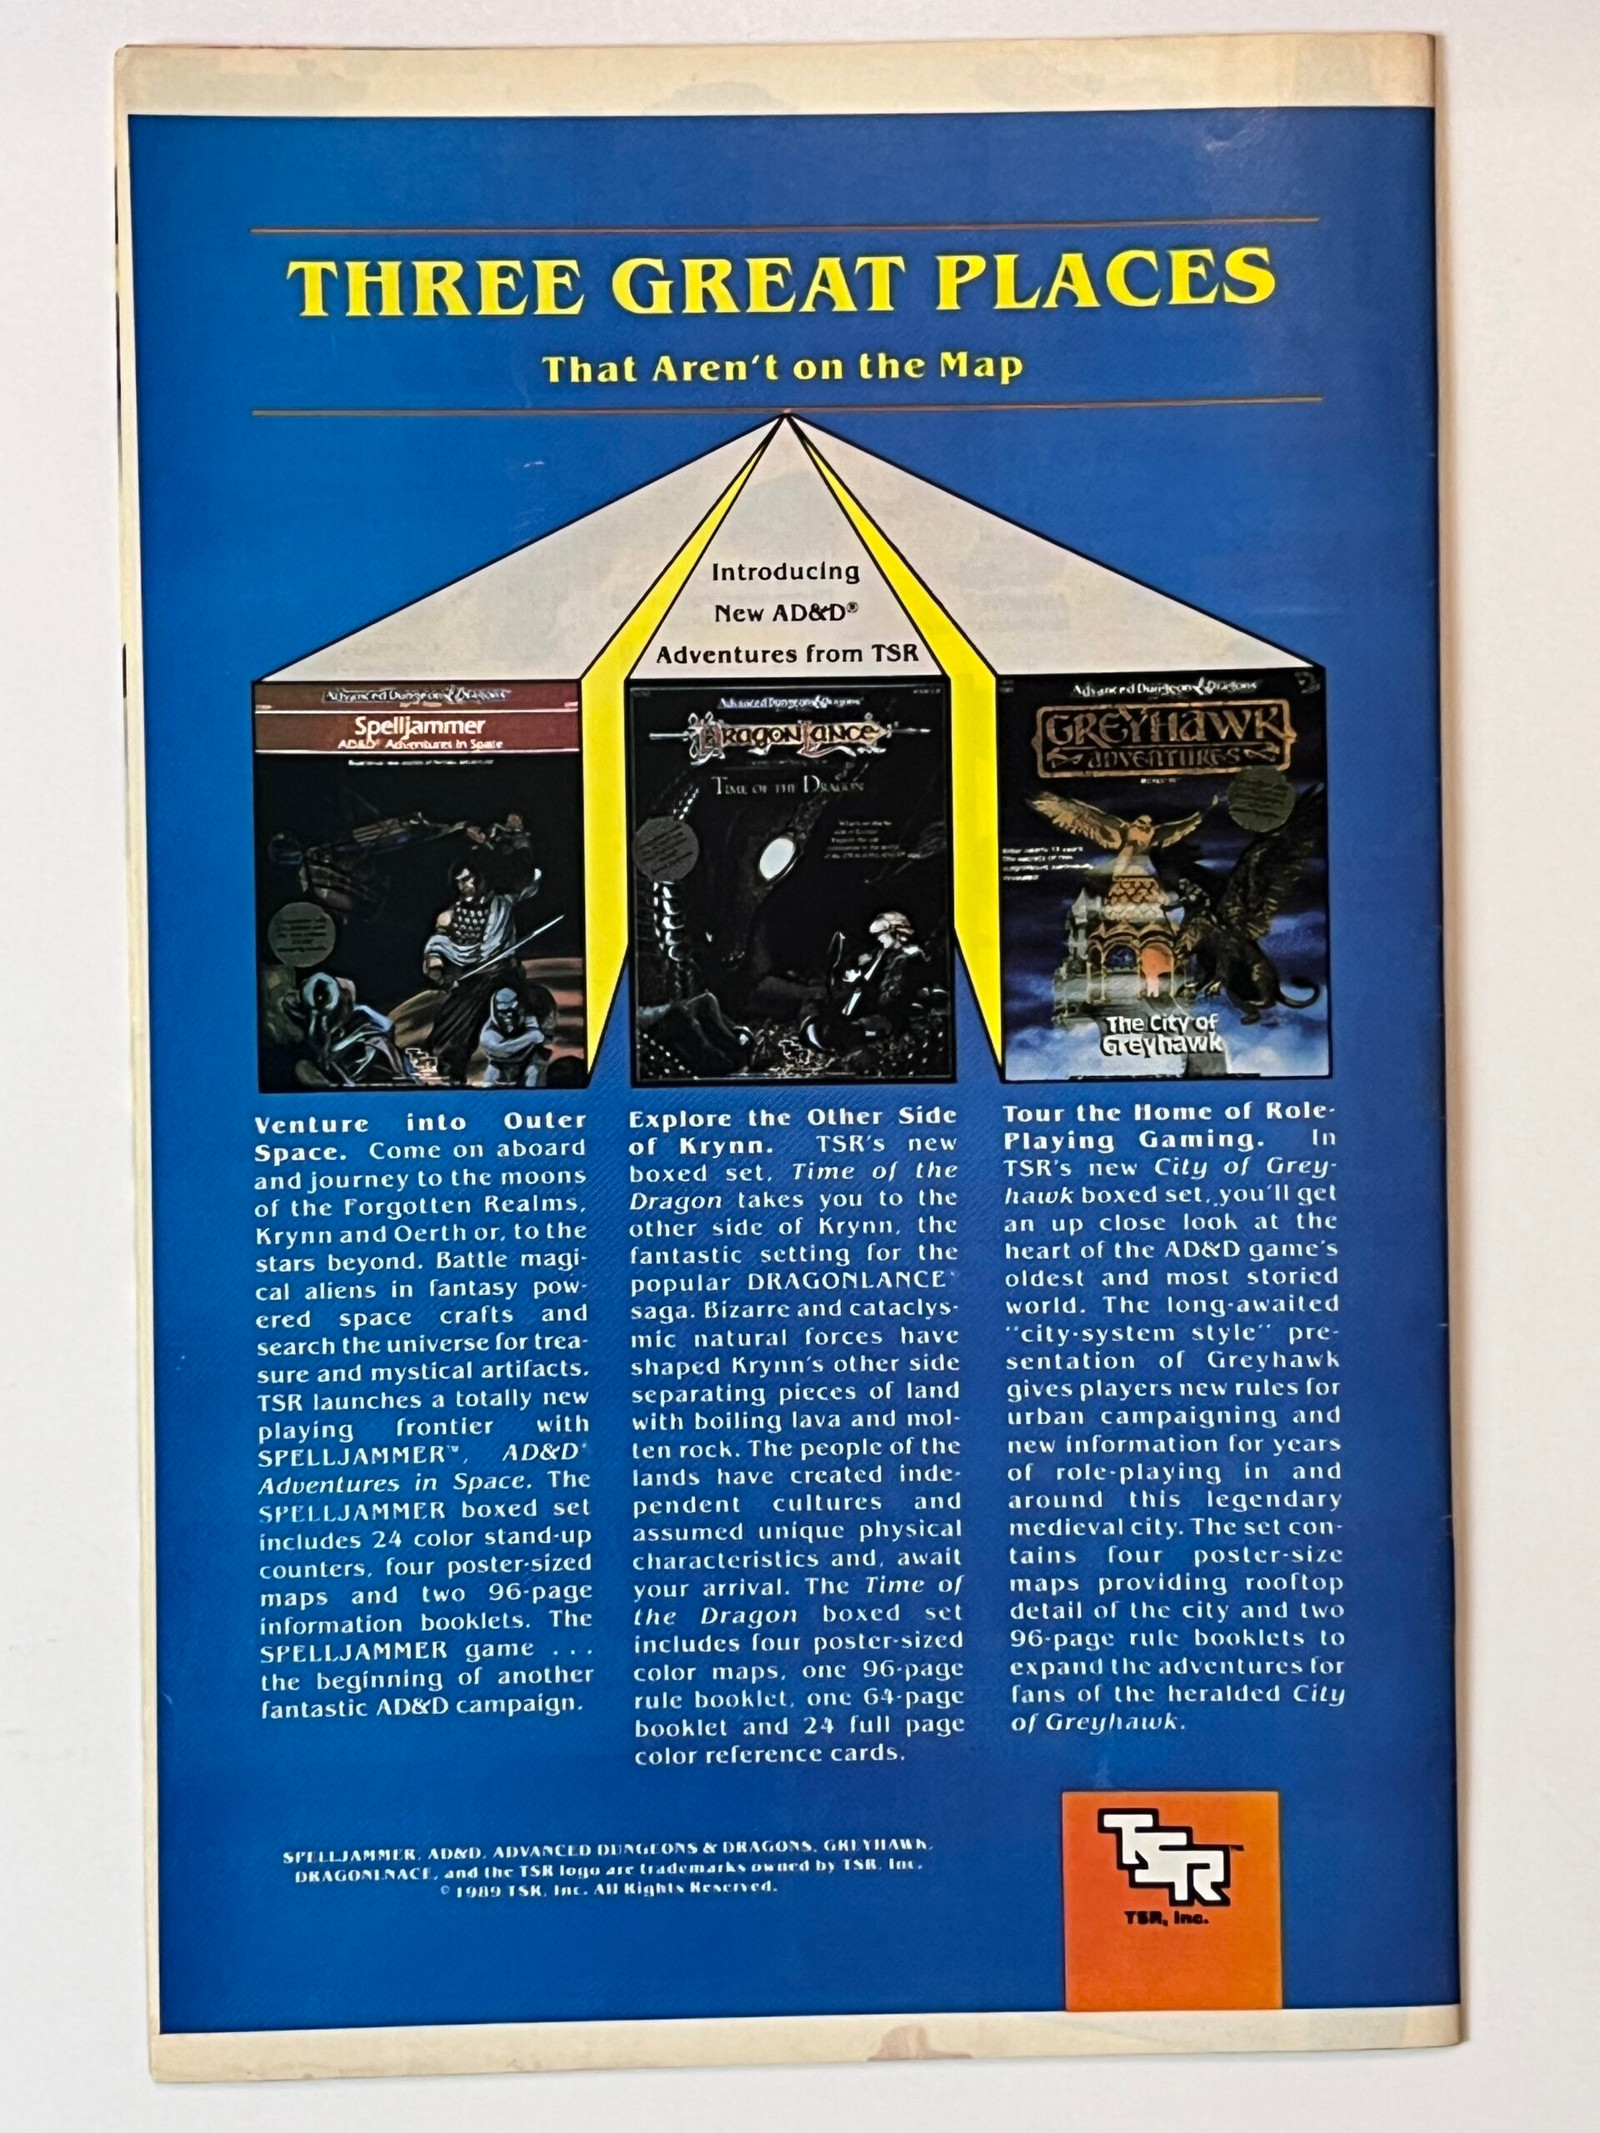 THREE GREAT PLACES
That Aren't on the Map
Introducing
New AD&D®
Adventures from TSR
Advanced Dungeons & Dragons
Spelljammer
AD&D® Adventures in Space
Advanced Dungeons & Dragons
DRAGONLANCE
TIME OF THE DRAGON
Advanced Dungeons & Dragons
GREYHAWK
ADVENTURES
The City of
Greyhawk
Venture into Outer
Space. Come on aboard
and journey to the moons
of the Forgotten Realms,
Krynn and Oerth or, to the
stars beyond. Battle magi-
cal aliens in fantasy pow-
ered space crafts and
search the universe for trea-
sure and mystical artifacts.
TSR launches a totally new
playing frontier with
SPELLJAMMER™, AD&D®
Adventures in Space. The
SPELLJAMMER boxed set
includes 24 color stand-up
counters, four poster-sized
maps and two 96-page
information booklets. The
SPELLJAMMER game . . .
the beginning of another
fantastic AD&D campaign.
Explore the Other Side
of Krynn. TSR's new
boxed set, Time of the
Dragon takes you to the
other side of Krynn, the
fantastic setting for the
popular DRAGONLANCE®
saga. Bizarre and cataclys-
mic natural forces have
shaped Krynn's other side
separating pieces of land
with boiling lava and mol-
ten rock. The people of the
lands have created inde-
pendent cultures and
assumed unique physical
characteristics and, await
your arrival. The Time of
the Dragon boxed set
includes four poster-sized
color maps, one 96-page
rule booklet, one 64-page
booklet and 24 full page
color reference cards.
Tour the Home of Role-
Playing Gaming. In
TSR's new City of Grey-
hawk boxed set, you'll get
an up close look at the
heart of the AD&D game's
oldest and most storied
world. The long-awaited
"city-system style" pre-
sentation of Greyhawk
gives players new rules for
urban campaigning and
new information for years
of role-playing in and
around this legendary
medieval city. The set con-
tains four poster-size
maps providing rooftop
detail of the city and two
96-page rule booklets to
expand the adventures for
fans of the heralded City
of Greyhawk.
SPELLJAMMER, AD&D, ADVANCED DUNGEONS & DRAGONS, GREYHAWK,
DRAGONLNACE, and the TSR logo are trademarks owned by TSR, Inc.
© 1989 TSR, Inc. All Rights Reserved.
TSR™
TSR, Inc.